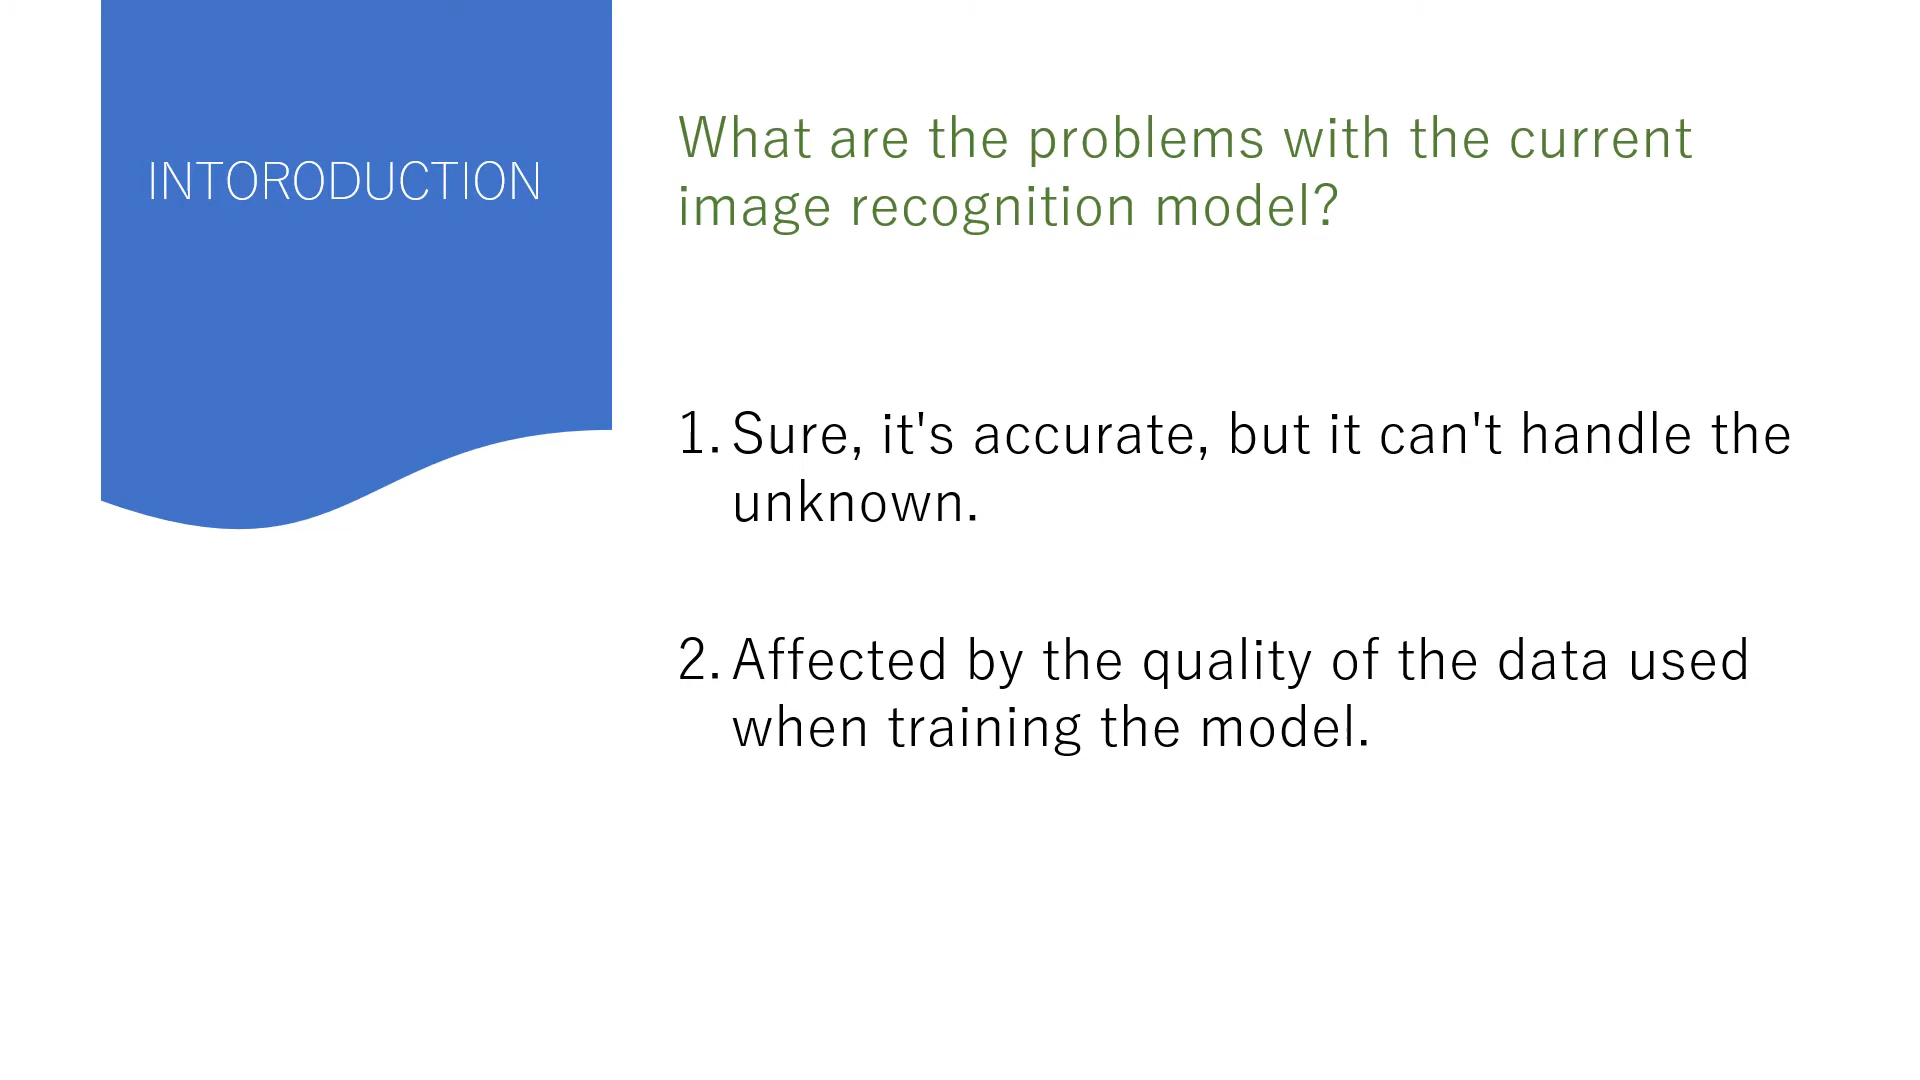 INTORODUCTION
What are the problems with the current
image recognition model?
1. Sure, it's accurate, but it can't handle the
unknown.
2. Affected by the quality of the data used
when training the model.